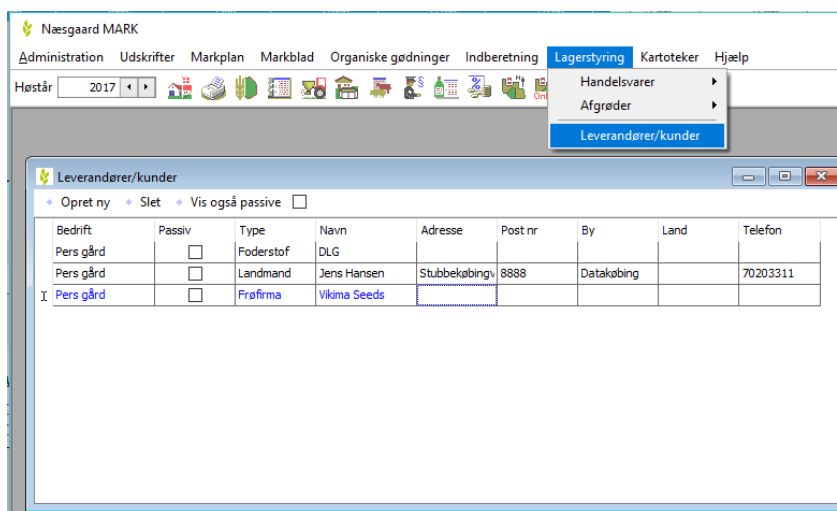 Næsgaard MARK
Administration Udskrifter Markplan Markblad Organiske gødninger Indberetning Lagerstyring Kartoteker Hjælp
Høstår 2017
Handelsvarer
Afgrøder
Leverandører/kunder
Leverandører/kunder
Opret ny Slet Vis også passive
Bedrift Passiv Type Navn Adresse Post nr By Land Telefon
Pers gård Foderstof DLG
Pers gård Landmand Jens Hansen Stubbekøbingv 8888 Datakøbing 70203311
Pers gård Frøfirma Vikima Seeds